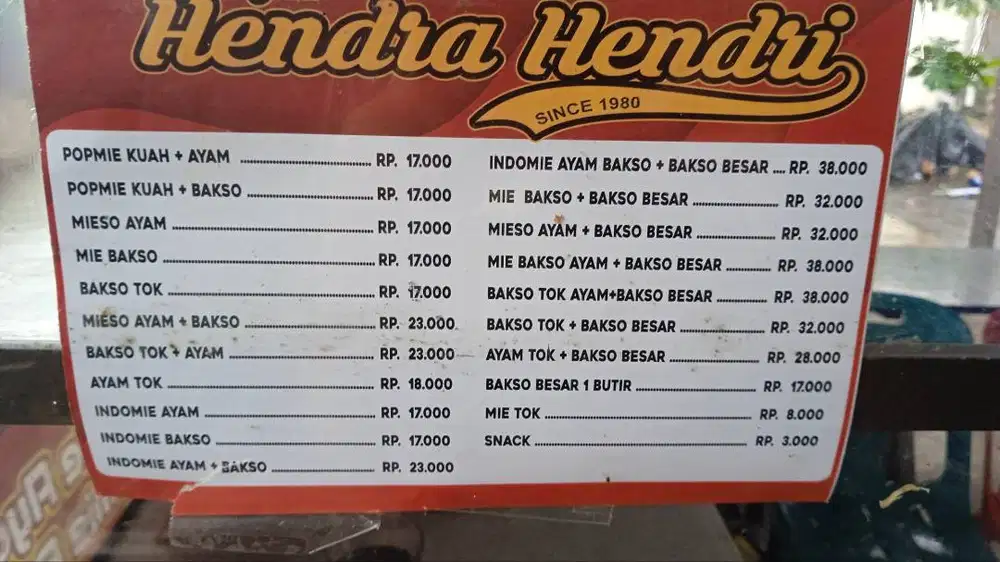 Hendra Hendri
SINCE 1980
POPMIE KUAH + AYAM ........ RP. 17.000
POPMIE KUAH + BAKSO ........ RP. 17.000
MIESO AYAM ........ RP. 17.000
MIE BAKSO ........ RP. 17.000
BAKSO TOK ........ RP. 17.000
MIESO AYAM + BAKSO ........ RP. 23.000
BAKSO TOK + AYAM ........ RP. 23.000
AYAM TOK ........ RP. 18.000
INDOMIE AYAM ........ RP. 17.000
INDOMIE BAKSO ........ RP. 17.000
INDOMIE AYAM + BAKSO ........ RP. 23.000
INDOMIE AYAM BAKSO + BAKSO BESAR .... RP. 38.000
MIE BAKSO + BAKSO BESAR ........ RP. 32.000
MIESO AYAM + BAKSO BESAR ........ RP. 32.000
MIE BAKSO AYAM + BAKSO BESAR ........ RP. 38.000
BAKSO TOK AYAM+BAKSO BESAR ........ RP. 38.000
BAKSO TOK + BAKSO BESAR ........ RP. 32.000
AYAM TOK + BAKSO BESAR ........ RP. 28.000
BAKSO BESAR 1 BUTIR ........ RP. 17.000
MIE TOK ........ RP. 8.000
SNACK ........ RP. 3.000